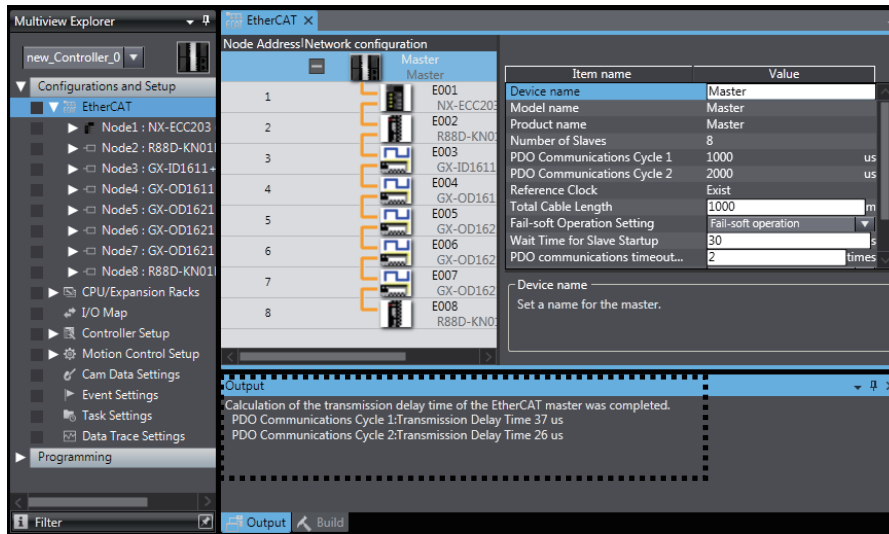 Multiview Explorer
new_Controller_0
Configurations and Setup
EtherCAT
Node1 : NX-ECC203
Node2 : R88D-KN01
Node3 : GX-ID1611+
Node4 : GX-OD1611
Node5 : GX-OD1621
Node6 : GX-OD1621
Node7 : GX-OD1621
Node8 : R88D-KN01
CPU/Expansion Racks
I/O Map
Controller Setup
Motion Control Setup
Cam Data Settings
Event Settings
Task Settings
Data Trace Settings
Programming
Filter
EtherCAT
Node Address Network configuration
Master
Master
1 E001
NX-ECC203
2 E002
R88D-KN0
3 E003
GX-ID1611
4 E004
GX-OD161
5 E005
GX-OD162
6 E006
GX-OD162
7 E007
GX-OD162
8 E008
R88D-KN0
Item name Value
Device name Master
Model name Master
Product name Master
Number of Slaves 8
PDO Communications Cycle 1 1000 us
PDO Communications Cycle 2 2000 us
Reference Clock Exist
Total Cable Length 1000 m
Fail-soft Operation Setting Fail-soft operation
Wait Time for Slave Startup 30 s
PDO communications timeout... 2 times
Device name
Set a name for the master.
Output
Calculation of the transmission delay time of the EtherCAT master was completed.
PDO Communications Cycle 1:Transmission Delay Time 37 us
PDO Communications Cycle 2:Transmission Delay Time 26 us
Output Build